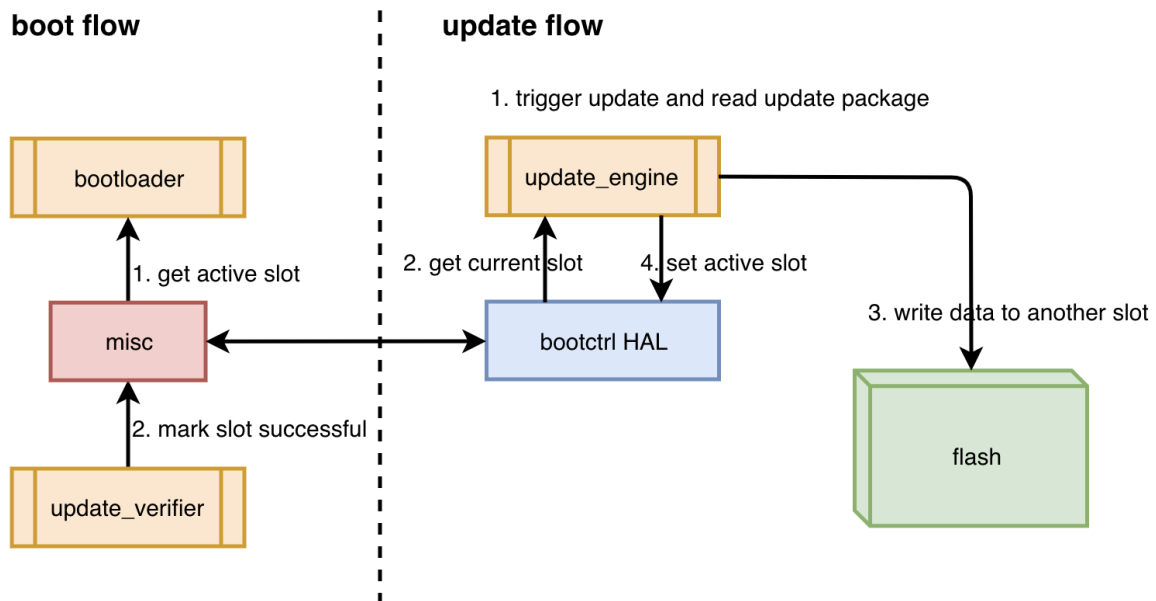 boot flow
update flow
1. trigger update and read update package
bootloader
update_engine
1. get active slot
2. get current slot
4. set active slot
3. write data to another slot
misc
bootctrl HAL
2. mark slot successful
flash
update_verifier